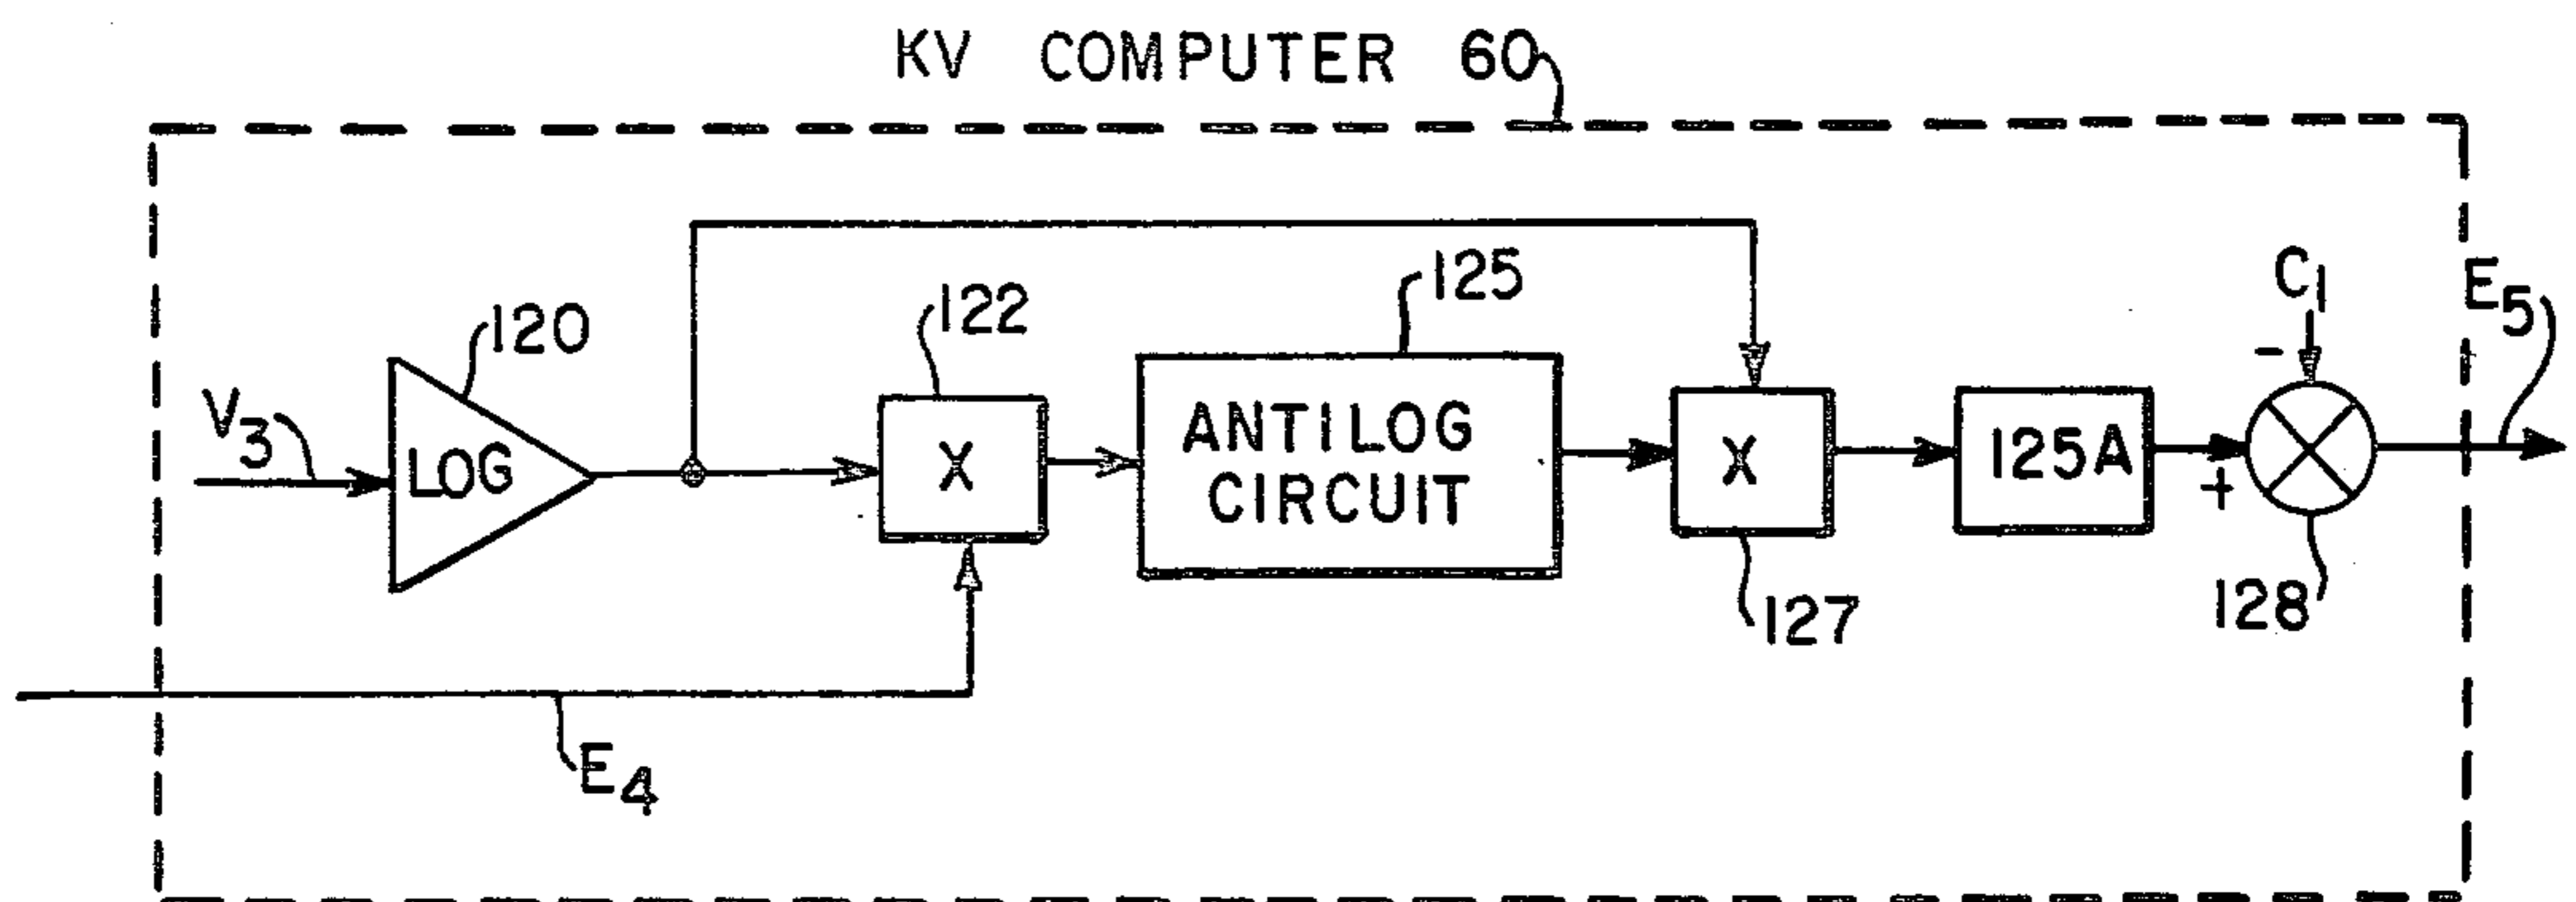 KV COMPUTER 60
V3
120
LOG
122
X
125
ANTILOG
CIRCUIT
X
127
125A
C1
-
+
128
E5
E4